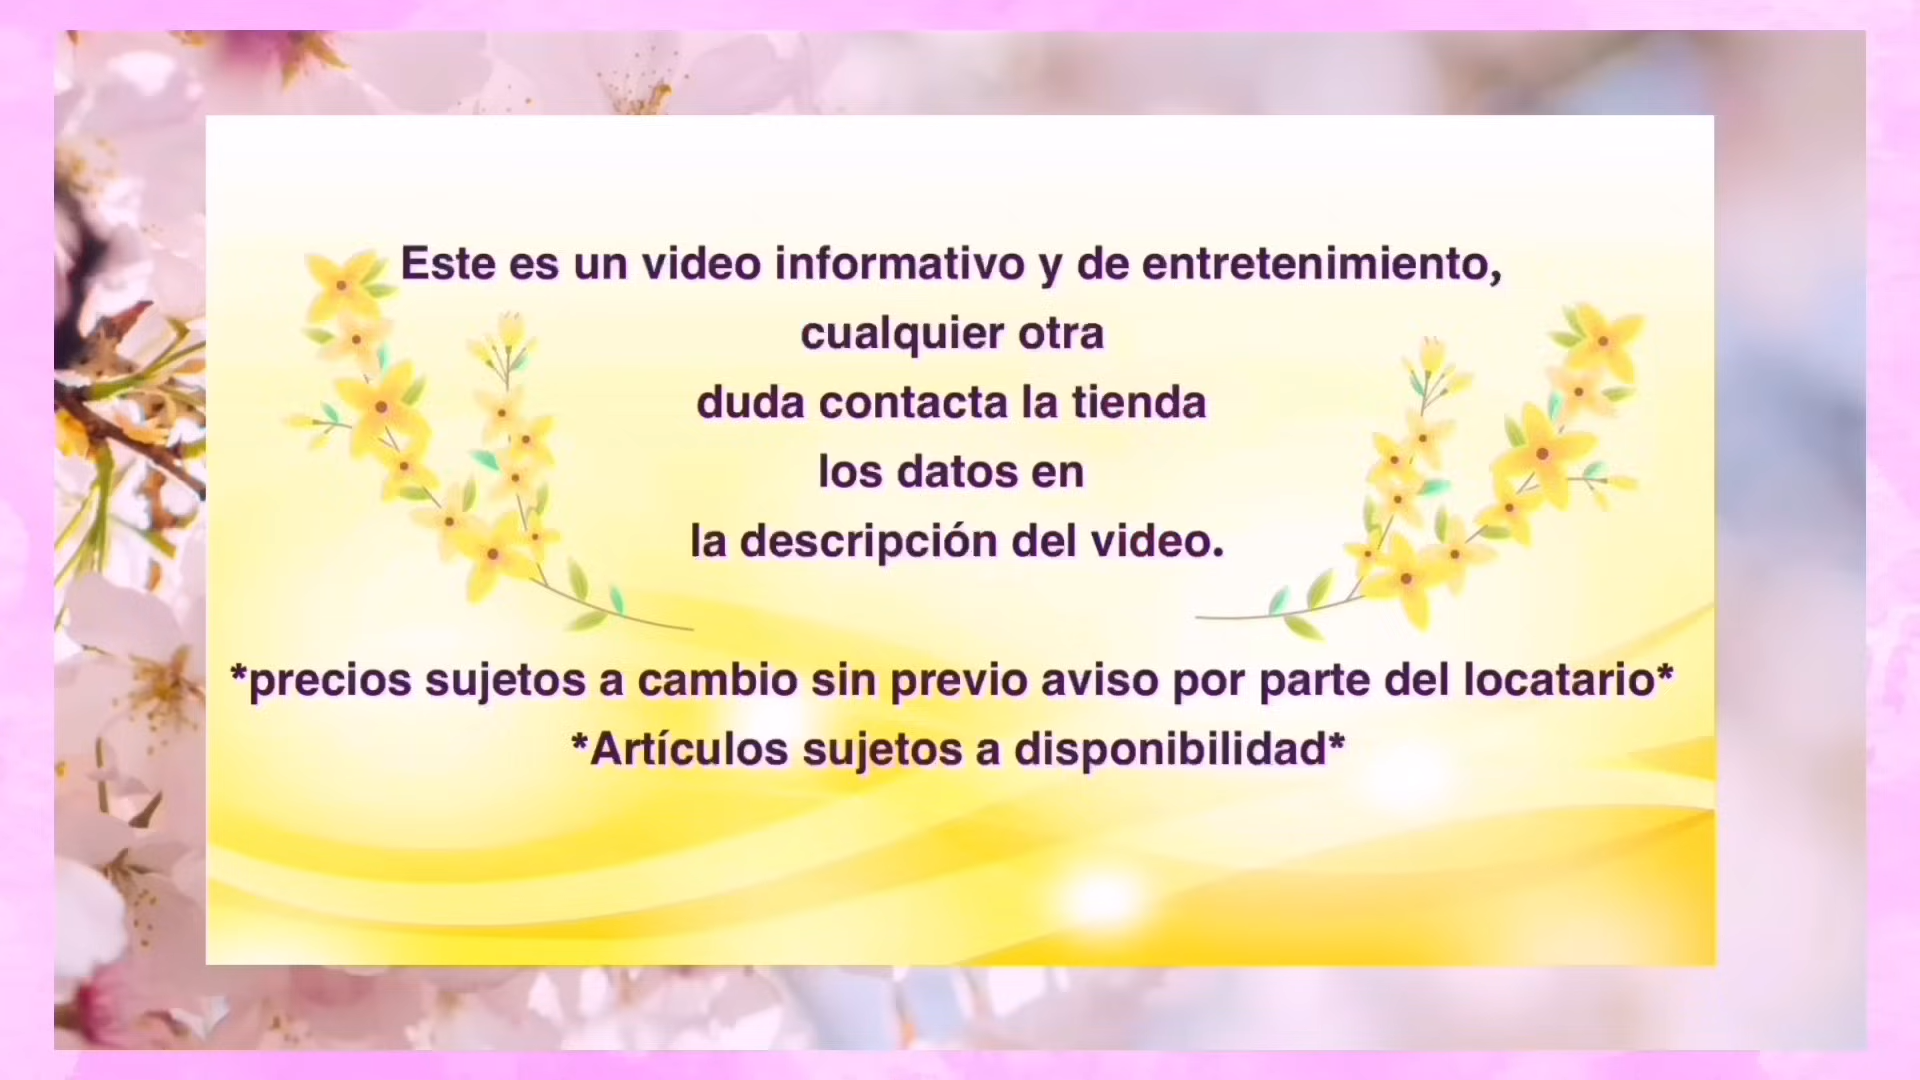 Este es un video informativo y de entretenimiento,
cualquier otra
duda contacta la tienda
los datos en
la descripción del video.
*precios sujetos a cambio sin previo aviso por parte del locatario*
*Artículos sujetos a disponibilidad*